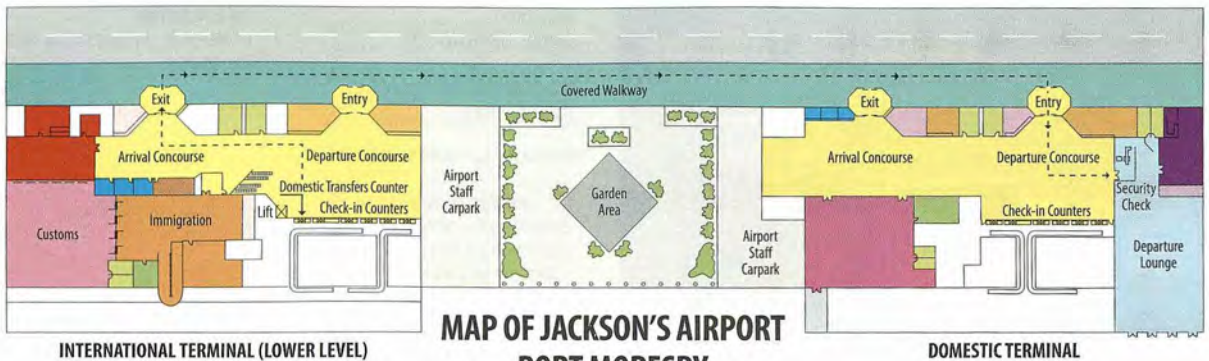 Covered Walkway
Exit
Entry
Arrival Concourse
Departure Concourse
Domestic Transfers Counter
Check-in Counters
Lift
Immigration
Customs
Airport
Staff
Carpark
Garden
Area
Airport
Staff
Carpark
Exit
Entry
Arrival Concourse
Departure Concourse
Check-in Counters
Security
Check
Departure
Lounge
INTERNATIONAL TERMINAL (LOWER LEVEL)
MAP OF JACKSON'S AIRPORT
PORT MORESBY
DOMESTIC TERMINAL